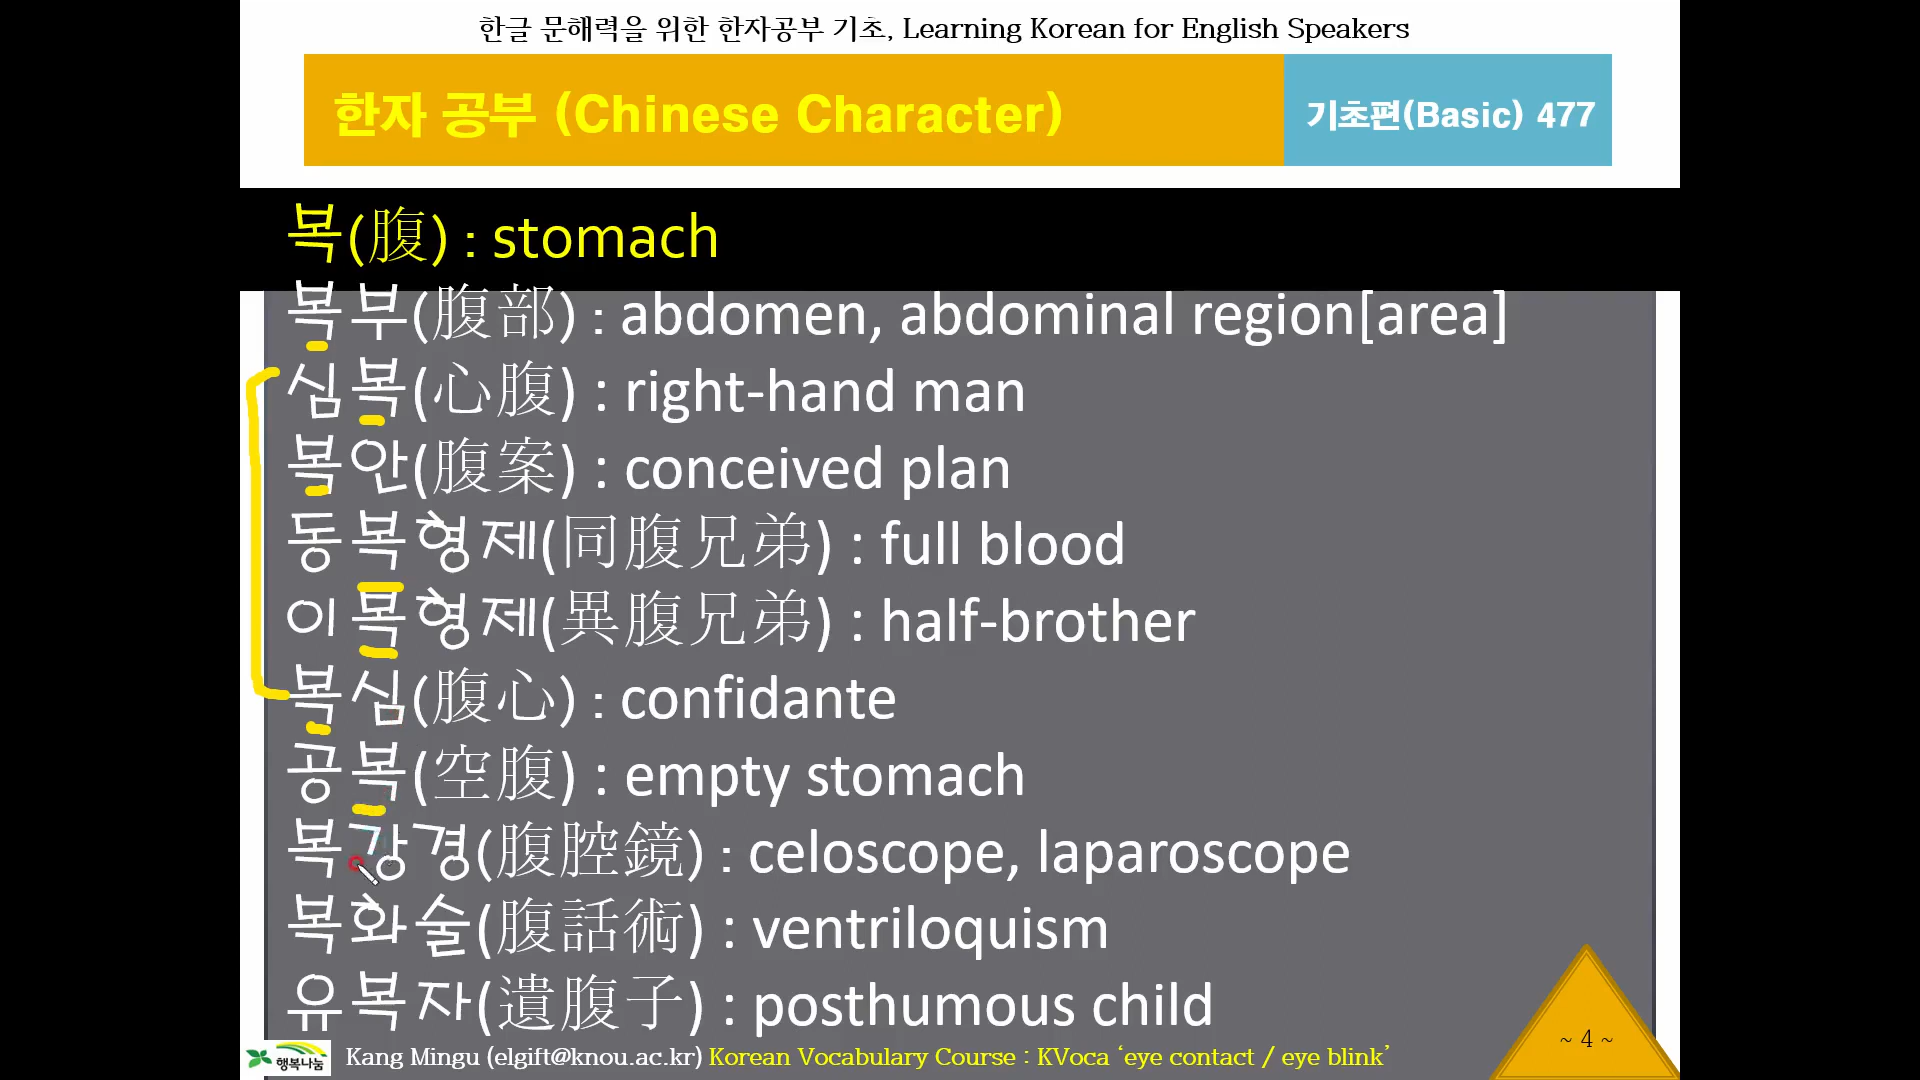 한글 문해력을 위한 한자공부 기초, Learning Korean for English Speakers
한자 공부 (Chinese Character)
기초편(Basic) 477
복(腹) : stomach
복부(腹部) : abdomen, abdominal region[area]
심복(心腹) : right-hand man
복안(腹案) : conceived plan
동복형제(同腹兄弟) : full blood
이복형제(異腹兄弟) : half-brother
복심(腹心) : confidante
공복(空腹) : empty stomach
복강경(腹腔鏡) : celoscope, laparoscope
복화술(腹話術) : ventriloquism
유복자(遺腹子) : posthumous child
~ 4 ~
행복나눔
Kang Mingu (elgift@knou.ac.kr) Korean Vocabulary Course : KVoca ‘eye contact / eye blink’